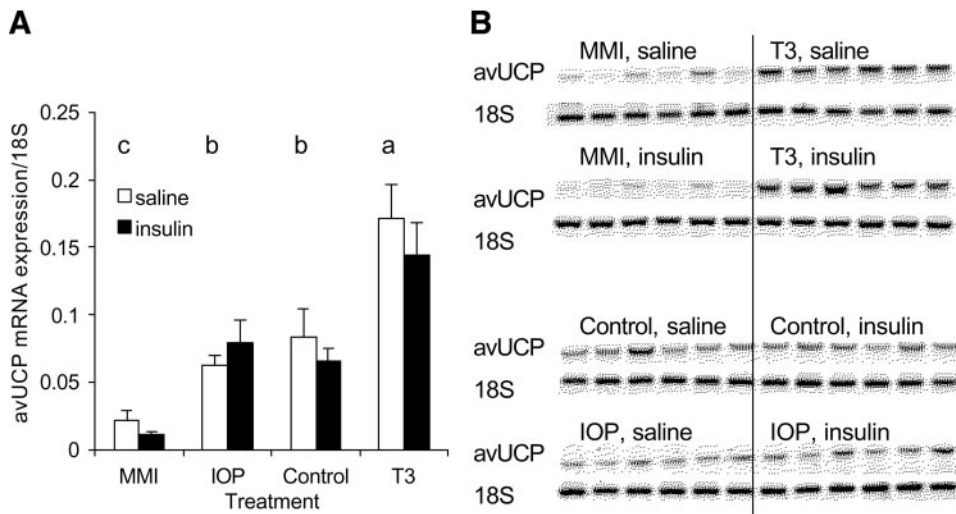 A
avUCP mRNA expression/18S
0.25
0.2
0.15
0.1
0.05
0
c
b
b
a
saline
insulin
MMI
IOP
Control
T3
Treatment
B
MMI, saline
T3, saline
avUCP
18S
MMI, insulin
T3, insulin
avUCP
18S
Control, saline
Control, insulin
avUCP
18S
IOP, saline
IOP, insulin
avUCP
18S